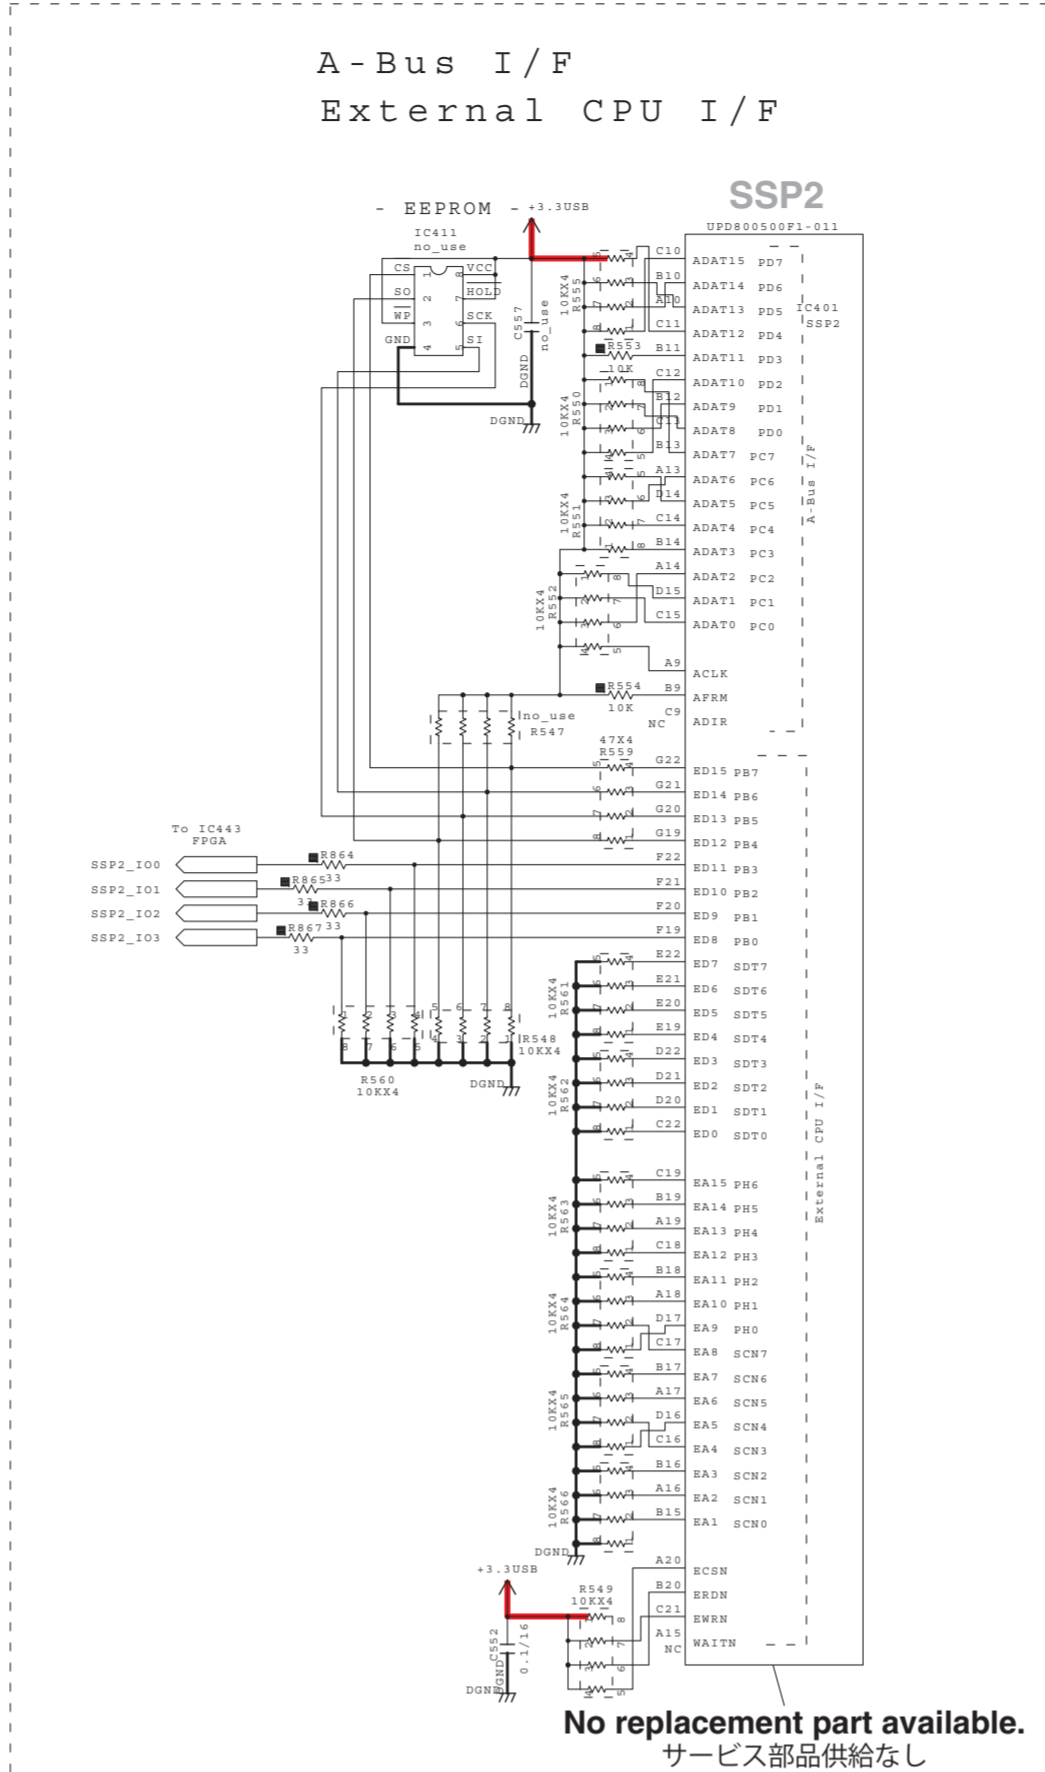 A-Bus I/F
External CPU I/F
SSP2
UPD800500F1-011
IC401
SSP2
- EEPROM -
IC411
no_use
+3.3USB
CS 1 8 VCC
SO 2 7 HOLD
WP 3 6 SCK
GND 4 5 SI
C557
no_use
DGND
DGND
10KX4
R555
R553
10K
10KX4
R550
10KX4
R551
10KX4
R552
R554
10K
no_use
R547
47X4
R559
C10 ADAT15 PD7
B10 ADAT14 PD6
A10 ADAT13 PD5
C11 ADAT12 PD4
B11 ADAT11 PD3
C12 ADAT10 PD2
B12 ADAT9 PD1
C13 ADAT8 PD0
B13 ADAT7 PC7
A13 ADAT6 PC6
D14 ADAT5 PC5
C14 ADAT4 PC4
B14 ADAT3 PC3
A14 ADAT2 PC2
D15 ADAT1 PC1
C15 ADAT0 PC0
A9 ACLK
B9 AFRM
C9 NC ADIR
A-Bus I/F
G22 ED15 PB7
G21 ED14 PB6
G20 ED13 PB5
G19 ED12 PB4
F22 ED11 PB3
F21 ED10 PB2
F20 ED9 PB1
F19 ED8 PB0
To IC443
FPGA
SSP2_IO0 R864 33
SSP2_IO1 R865 33
SSP2_IO2 R866 33
SSP2_IO3 R867 33
R560
10KX4
R548
10KX4
DGND
E22 ED7 SDT7
E21 ED6 SDT6
E20 ED5 SDT5
E19 ED4 SDT4
D22 ED3 SDT3
D21 ED2 SDT2
D20 ED1 SDT1
C22 ED0 SDT0
10KX4
R561
10KX4
R562
External CPU I/F
C19 EA15 PH6
B19 EA14 PH5
A19 EA13 PH4
C18 EA12 PH3
B18 EA11 PH2
A18 EA10 PH1
D17 EA9 PH0
C17 EA8 SCN7
B17 EA7 SCN6
A17 EA6 SCN5
D16 EA5 SCN4
C16 EA4 SCN3
B16 EA3 SCN2
A16 EA2 SCN1
B15 EA1 SCN0
10KX4
R563
10KX4
R564
10KX4
R565
10KX4
R566
DGND
+3.3USB
R549
10KX4
A20 ECSN
B20 ERDN
C21 EWRN
A15 NC WAITN
C552
0.1/16
DGND
DGND
No replacement part available.
サービス部品供給なし